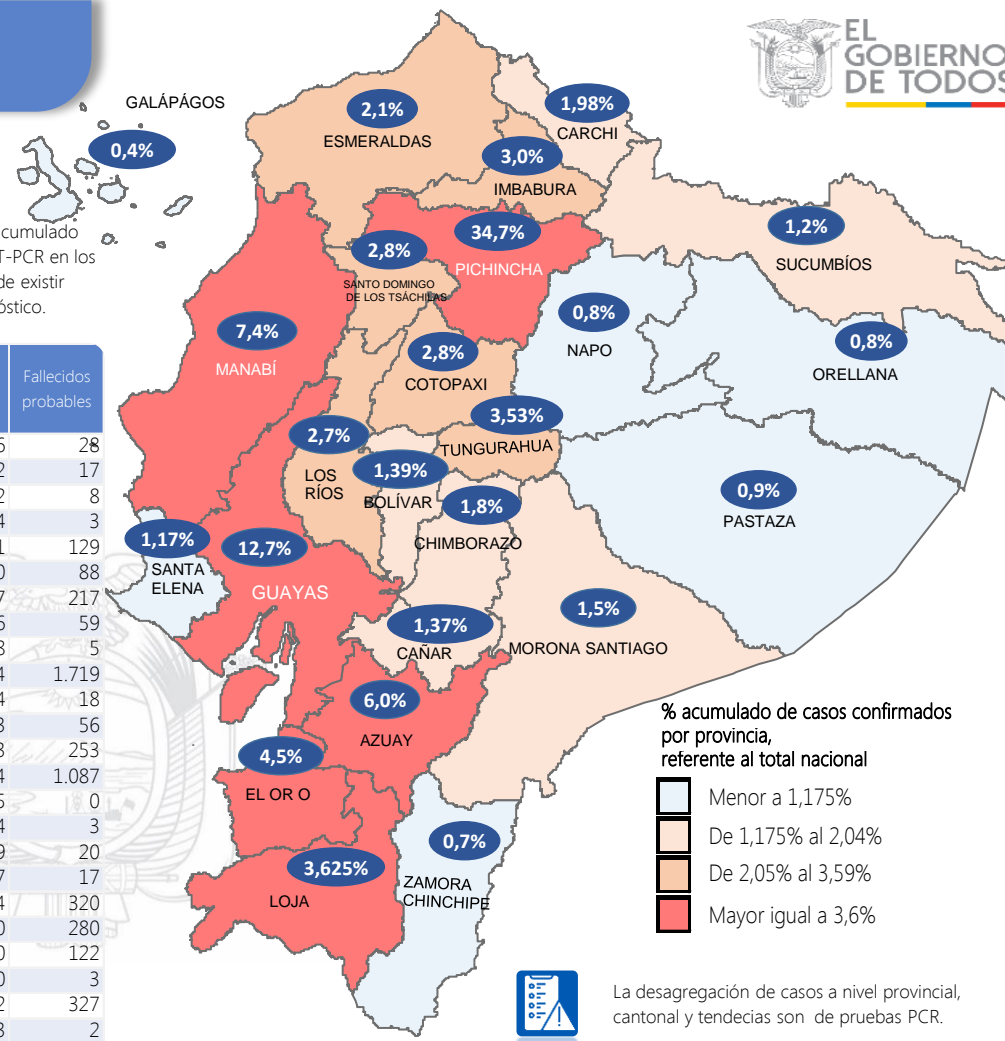 EL
GOBIERNO
DE TODOS
GALÁPÁGOS
0,4%
2,1%
ESMERALDAS
1,98%
CARCHI
3,0%
IMBABURA
1,2%
SUCUMBÍOS
34,7%
PICHINCHA
2,8%
SANTO DOMINGO
DE LOS TSÁCHILAS
0,8%
NAPO
0,8%
ORELLANA
7,4%
MANABÍ
2,8%
COTOPAXI
3,53%
TUNGURAHUA
2,7%
LOS
RÍOS
1,39%
BOLÍVAR
0,9%
PASTAZA
1,8%
CHIMBORAZO
1,17%
SANTA
ELENA
12,7%
GUAYAS
1,37%
CAÑAR
1,5%
MORONA SANTIAGO
6,0%
AZUAY
4,5%
EL OR O
3,625%
LOJA
0,7%
ZAMORA
CHINCHIPE
T-PCR en los
de existir
Fallecidos
probables
28
17
8
3
129
88
217
59
5
1.719
18
56
253
1.087
0
3
20
17
320
280
122
3
327
2
% acumulado de casos confirmados
por provincia,
referente al total nacional
Menor a 1,175%
De 1,175% al 2,04%
De 2,05% al 3,59%
Mayor igual a 3,6%
La desagregación de casos a nivel provincial,
cantonal y tendecias son de pruebas PCR.